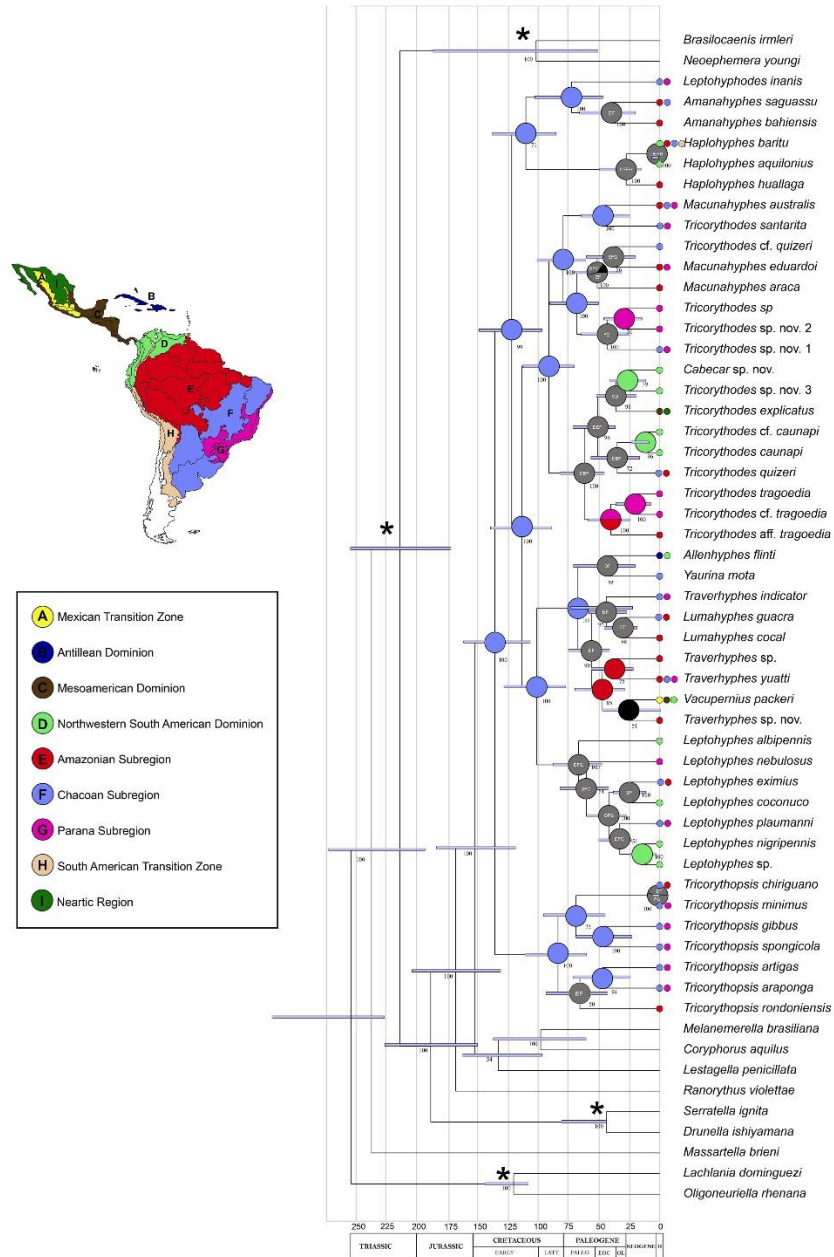 Brasilocaenis irmleri
Neoephemera youngi
Leptohyphodes inanis
Amanahyphes saguassu
Amanahyphes bahiensis
Haplohyphes baritu
Haplohyphes aquilonius
Haplohyphes huallaga
Macunahyphes australis
Tricorythodes santarita
Tricorythodes cf. quizeri
Macunahyphes eduardoi
Macunahyphes araca
Tricorythodes sp
Tricorythodes sp. nov. 2
Tricorythodes sp. nov. 1
Cabecar sp. nov.
Tricorythodes sp. nov. 3
Tricorythodes explicatus
Tricorythodes cf. caunapi
Tricorythodes caunapi
Tricorythodes quizeri
Tricorythodes tragoedia
Tricorythodes cf. tragoedia
Tricorythodes aff. tragoedia
Allenhyphes flinti
Yaurina mota
Traverhyphes indicator
Lumahyphes guacra
Lumahyphes cocal
Traverhyphes sp.
Traverhyphes yuatti
Vacupernius packeri
Traverhyphes sp. nov.
Leptohyphes albipennis
Leptohyphes nebulosus
Leptohyphes eximius
Leptohyphes coconuco
Leptohyphes plaumanni
Leptohyphes nigripennis
Leptohyphes sp.
Tricorythopsis chiriguano
Tricorythopsis minimus
Tricorythopsis gibbus
Tricorythopsis spongicola
Tricorythopsis artigas
Tricorythopsis araponga
Tricorythopsis rondoniensis
Melanemerella brasiliana
Coryphorus aquilus
Lestagella penicillata
Ranorythus violettae
Serratella ignita
Drunella ishiyamana
Massartella brieni
Lachlania dominguezi
Oligoneuriella rhenana
A
I
B
C
D
E
F
H
G
A Mexican Transition Zone
B Antillean Dominion
C Mesoamerican Dominion
D Northwestern South American Dominion
E Amazonian Subregion
F Chacoan Subregion
G Parana Subregion
H South American Transition Zone
I Neartic Region
250 225 200 175 150 125 100 75 50 25 0
TRIASSIC JURASSIC CRETACEOUS PALEOGENE NEOGENE
EARLY LATE PALEO EOC OL